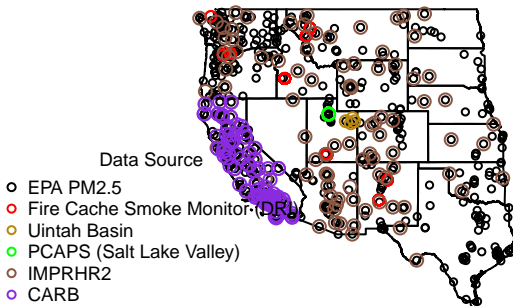 Data Source
EPA PM2.5
Fire Cache Smoke Monitor (DRI)
Uintah Basin
PCAPS (Salt Lake Valley)
IMPRHR2
CARB